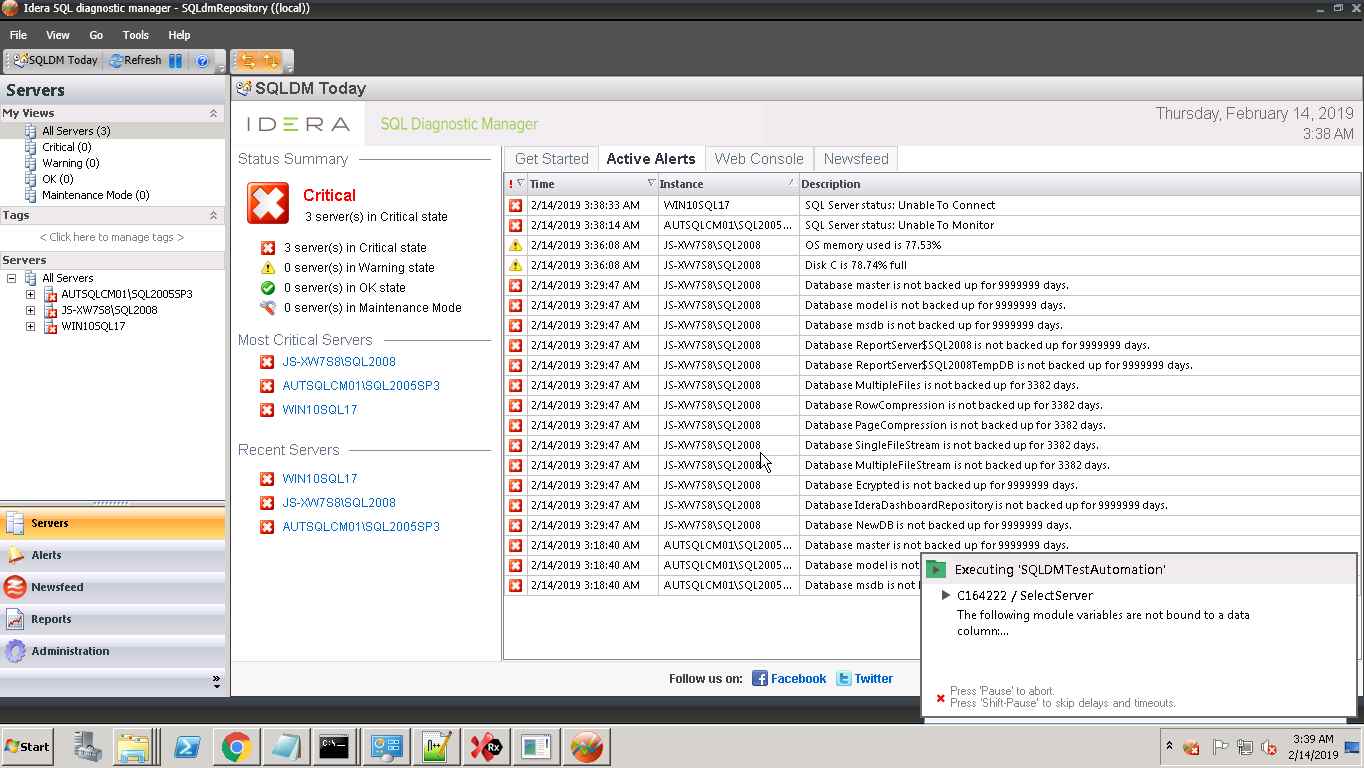 Idera SQL diagnostic manager - SQLdmRepository ((local))
File View Go Tools Help
SQLDM Today Refresh
Servers
My Views
All Servers (3)
Critical (0)
Warning (0)
OK (0)
Maintenance Mode (0)
Tags
< Click here to manage tags >
Servers
All Servers
AUTSQLCM01\SQL2005SP3
JS-XW7S8\SQL2008
WIN10SQL17
Servers
Alerts
Newsfeed
Reports
Administration
SQLDM Today
IDERA SQL Diagnostic Manager
Thursday, February 14, 2019
3:38 AM
Status Summary
Critical
3 server(s) in Critical state
3 server(s) in Critical state
0 server(s) in Warning state
0 server(s) in OK state
0 server(s) in Maintenance Mode
Most Critical Servers
JS-XW7S8\SQL2008
AUTSQLCM01\SQL2005SP3
WIN10SQL17
Recent Servers
WIN10SQL17
JS-XW7S8\SQL2008
AUTSQLCM01\SQL2005SP3
Get Started Active Alerts Web Console Newsfeed
! Time Instance Description
2/14/2019 3:38:33 AM WIN10SQL17 SQL Server status: Unable To Connect
2/14/2019 3:38:14 AM AUTSQLCM01\SQL2005... SQL Server status: Unable To Monitor
2/14/2019 3:36:08 AM JS-XW7S8\SQL2008 OS memory used is 77.53%
2/14/2019 3:36:08 AM JS-XW7S8\SQL2008 Disk C is 78.74% full
2/14/2019 3:29:47 AM JS-XW7S8\SQL2008 Database master is not backed up for 9999999 days.
2/14/2019 3:29:47 AM JS-XW7S8\SQL2008 Database model is not backed up for 9999999 days.
2/14/2019 3:29:47 AM JS-XW7S8\SQL2008 Database msdb is not backed up for 9999999 days.
2/14/2019 3:29:47 AM JS-XW7S8\SQL2008 Database ReportServer$SQL2008 is not backed up for 9999999 days.
2/14/2019 3:29:47 AM JS-XW7S8\SQL2008 Database ReportServer$SQL2008TempDB is not backed up for 9999999 days.
2/14/2019 3:29:47 AM JS-XW7S8\SQL2008 Database MultipleFiles is not backed up for 3382 days.
2/14/2019 3:29:47 AM JS-XW7S8\SQL2008 Database RowCompression is not backed up for 3382 days.
2/14/2019 3:29:47 AM JS-XW7S8\SQL2008 Database PageCompression is not backed up for 3382 days.
2/14/2019 3:29:47 AM JS-XW7S8\SQL2008 Database SingleFileStream is not backed up for 3382 days.
2/14/2019 3:29:47 AM JS-XW7S8\SQL2008 Database MultipleFileStream is not backed up for 3382 days.
2/14/2019 3:29:47 AM JS-XW7S8\SQL2008 Database Ecrypted is not backed up for 9999999 days.
2/14/2019 3:29:47 AM JS-XW7S8\SQL2008 Database IderaDashboardRepository is not backed up for 9999999 days.
2/14/2019 3:29:47 AM JS-XW7S8\SQL2008 Database NewDB is not backed up for 9999999 days.
2/14/2019 3:18:40 AM AUTSQLCM01\SQL2005... Database master is not backed up for 9999999 days.
2/14/2019 3:18:40 AM AUTSQLCM01\SQL2005... Database model is not
2/14/2019 3:18:40 AM AUTSQLCM01\SQL2005... Database msdb is not
Follow us on: Facebook Twitter
Executing 'SQLDMTestAutomation'
C164222 / SelectServer
The following module variables are not bound to a data
column:...
Press 'Pause' to abort.
Press 'Shift-Pause' to skip delays and timeouts.
Start
Rx
3:39 AM
2/14/2019